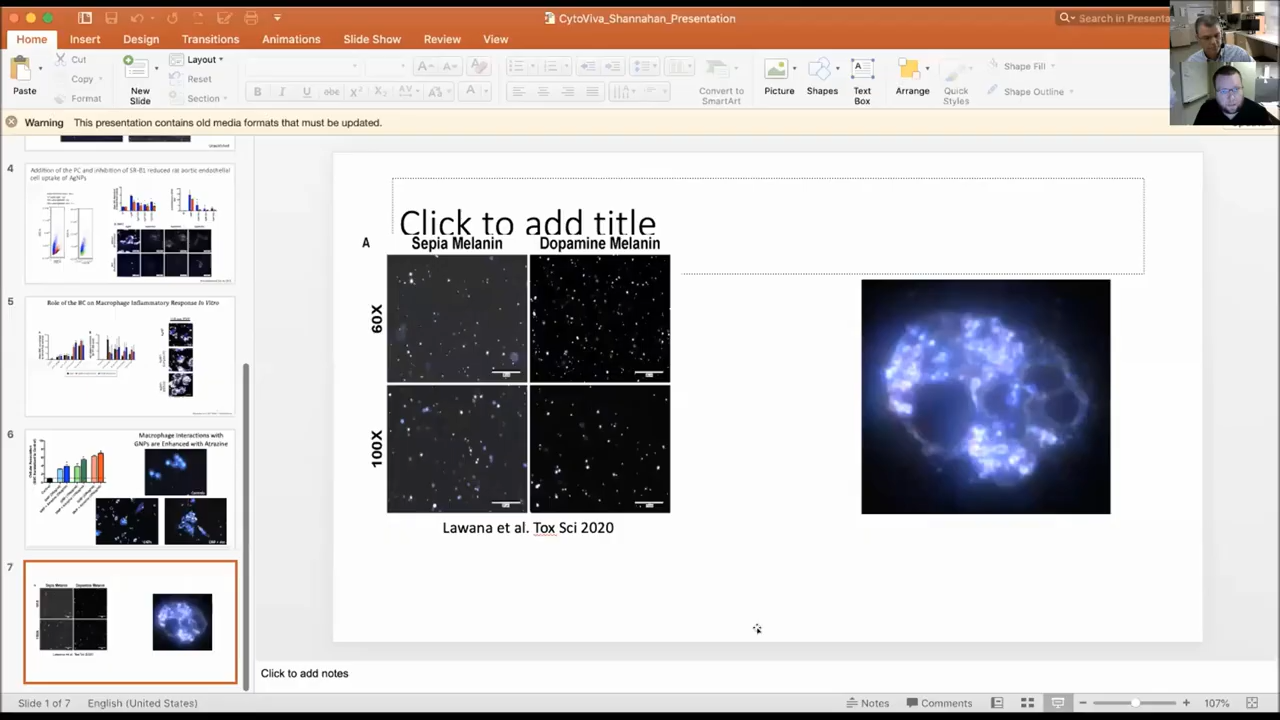 CytoViva_Shannahan_Presentation
Search in Presenta
Home Insert Design Transitions Animations Slide Show Review View
Paste
Cut
Copy
Format
New Slide
Layout
Reset
Section
B I U abc X² X₂ AV Aa A
Convert to SmartArt
Picture
Shapes
Text Box
Arrange
Quick Styles
Shape Fill
Shape Outline
Warning This presentation contains old media formats that must be updated.
4
Addition of the PC and inhibition of SR-B1 reduced rat aortic endothelial
cell uptake of AgNPs
5
Role of the BC on Macrophage Inflammatory Response In Vitro
6
Macrophage Interactions with
GNPs are Enhanced with Atrazine
7
Click to add title
A
Sepia Melanin Dopamine Melanin
60X
100X
Lawana et al. Tox Sci 2020
Click to add notes
Slide 1 of 7 English (United States) Notes Comments 107%